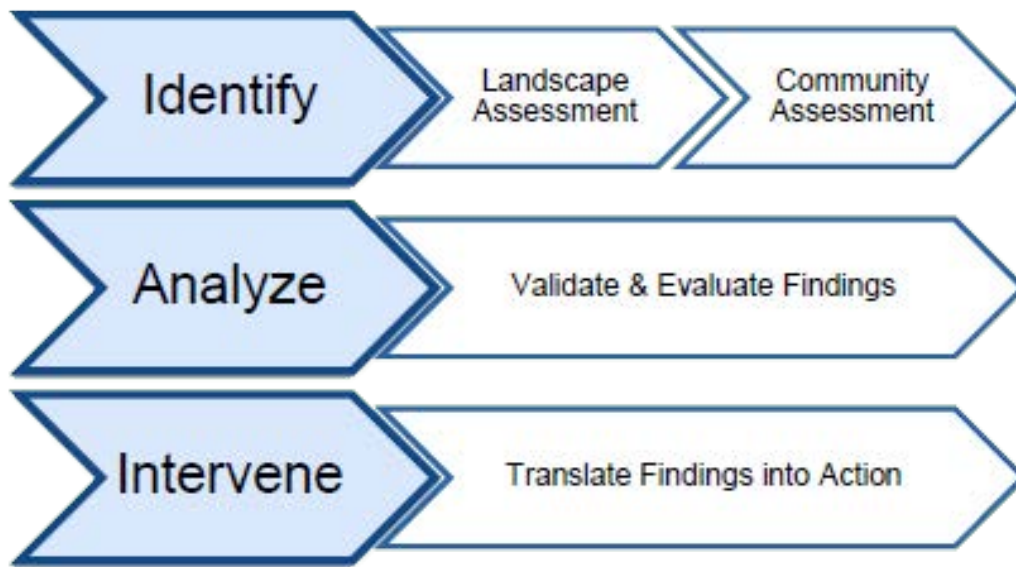 Identify
Landscape
Assessment
Community
Assessment
Analyze
Validate & Evaluate Findings
Intervene
Translate Findings into Action